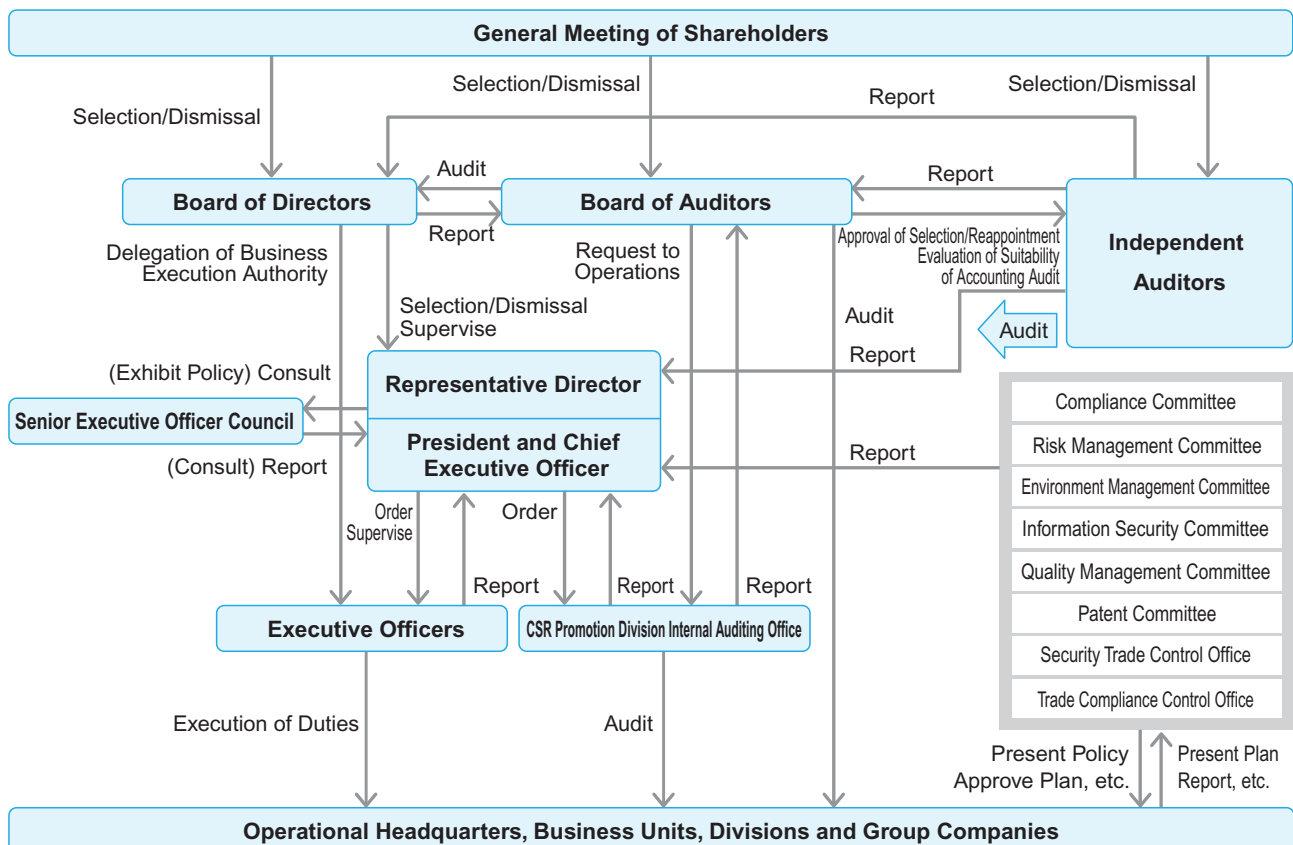 General Meeting of Shareholders
Selection/Dismissal
Selection/Dismissal
Report
Selection/Dismissal
Audit
Report
Board of Directors
Board of Auditors
Independent
Auditors
Report
Delegation of Business
Execution Authority
Request to
Operations
Approval of Selection/Reappointment
Evaluation of Suitability
of Accounting Audit
Selection/Dismissal
Supervise
Audit
Audit
Report
(Exhibit Policy) Consult
Representative Director
Senior Executive Officer Council
President and Chief
Executive Officer
(Consult) Report
Report
Compliance Committee
Risk Management Committee
Environment Management Committee
Information Security Committee
Quality Management Committee
Patent Committee
Security Trade Control Office
Trade Compliance Control Office
Order
Supervise
Order
Report
Report
Report
Executive Officers
CSR Promotion Division Internal Auditing Office
Execution of Duties
Audit
Present Policy
Approve Plan, etc.
Present Plan
Report, etc.
Operational Headquarters, Business Units, Divisions and Group Companies